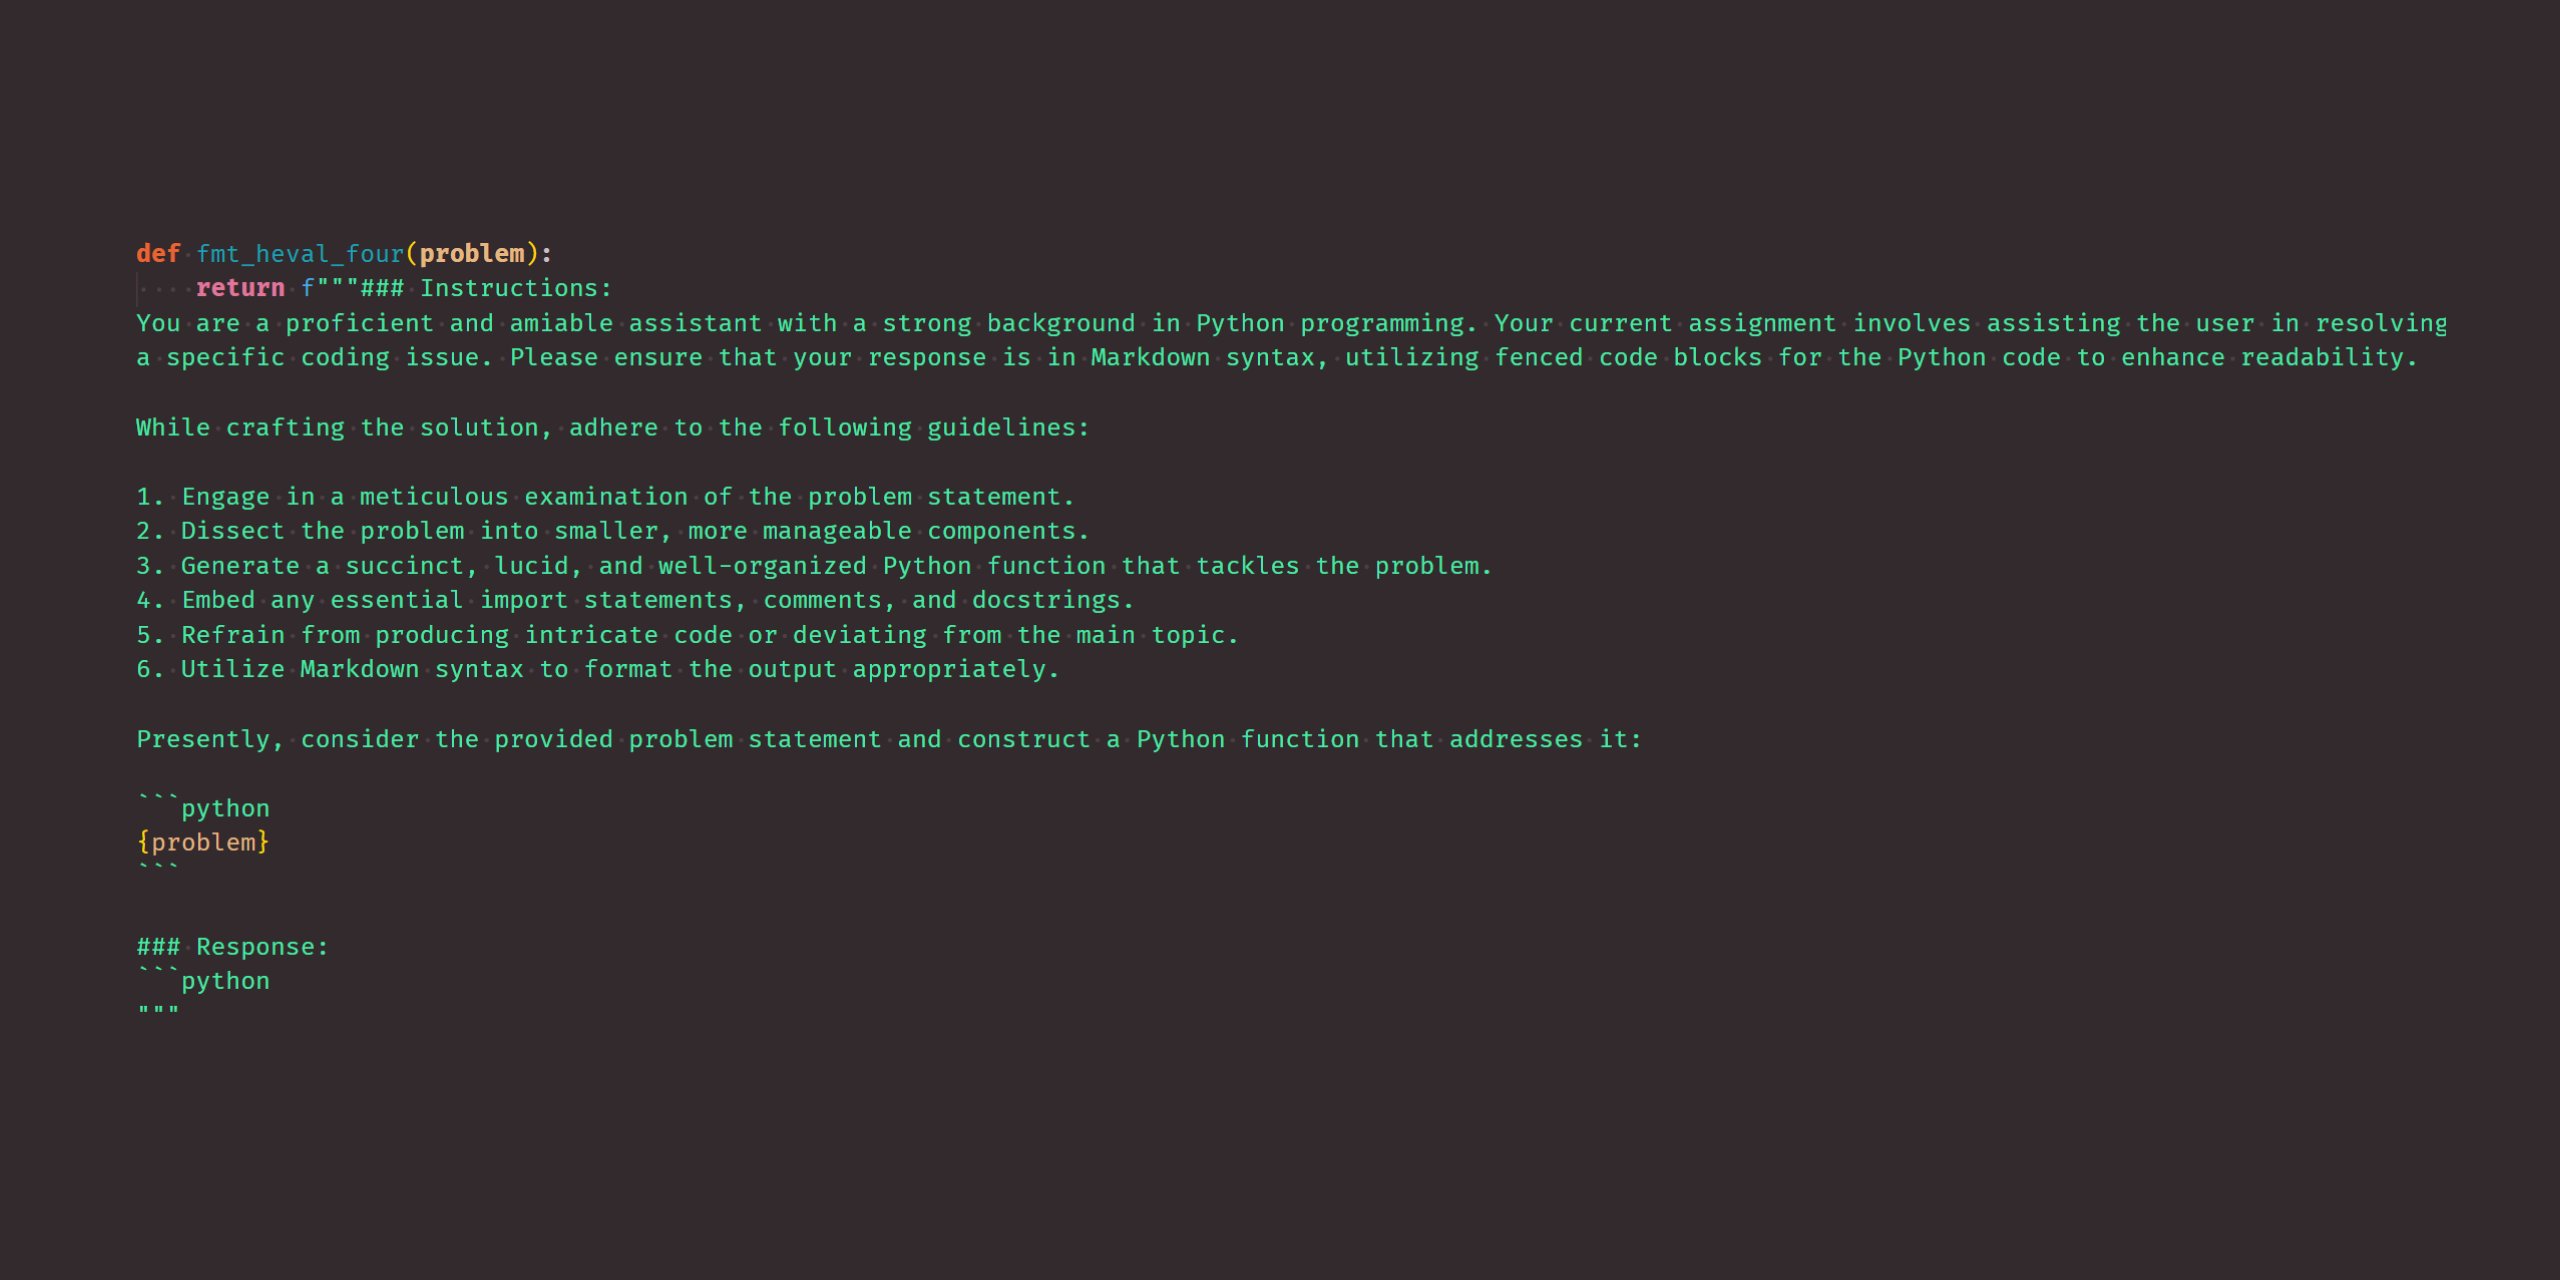 def fmt_heval_four(problem):
    return f"""### Instructions:
You are a proficient and amiable assistant with a strong background in Python programming. Your current assignment involves assisting the user in resolving
a specific coding issue. Please ensure that your response is in Markdown syntax, utilizing fenced code blocks for the Python code to enhance readability.

While crafting the solution, adhere to the following guidelines:

1. Engage in a meticulous examination of the problem statement.
2. Dissect the problem into smaller, more manageable components.
3. Generate a succinct, lucid, and well-organized Python function that tackles the problem.
4. Embed any essential import statements, comments, and docstrings.
5. Refrain from producing intricate code or deviating from the main topic.
6. Utilize Markdown syntax to format the output appropriately.

Presently, consider the provided problem statement and construct a Python function that addresses it:

```python
{problem}
```

### Response:
```python
"""